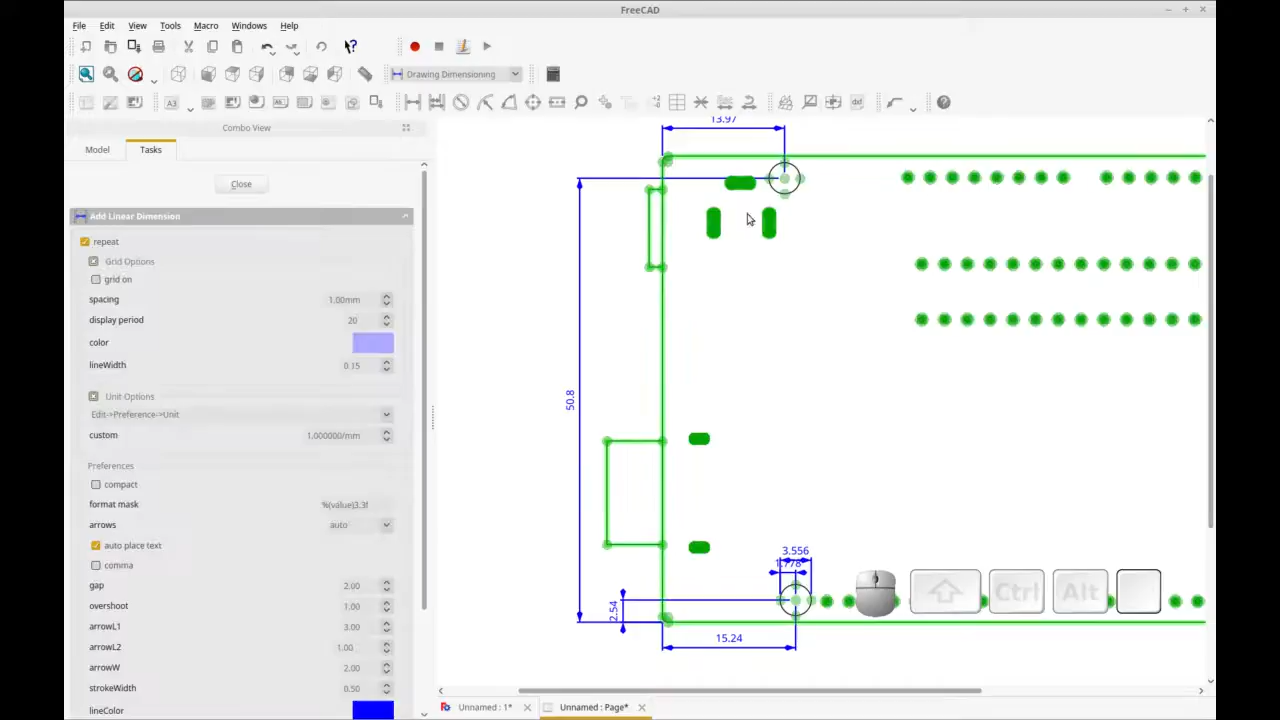 FreeCAD
File Edit View Tools Macro Windows Help
Drawing Dimensioning
A3
Combo View
Model Tasks
Close
Add Linear Dimension
repeat
Grid Options
grid on
spacing 1.00mm
display period 20
color
lineWidth 0.15
Unit Options
Edit->Preference->Unit
custom 1.000000/mm
Preferences
compact
format mask %(value)3.3f
arrows auto
auto place text
comma
gap 2.00
overshoot 1.00
arrowL1 3.00
arrowL2 1.00
arrowW 2.00
strokeWidth 0.50
lineColor
13.97
50.8
3.556
1.778
2.54
15.24
Ctrl Alt
Unnamed : 1*
Unnamed : Page*